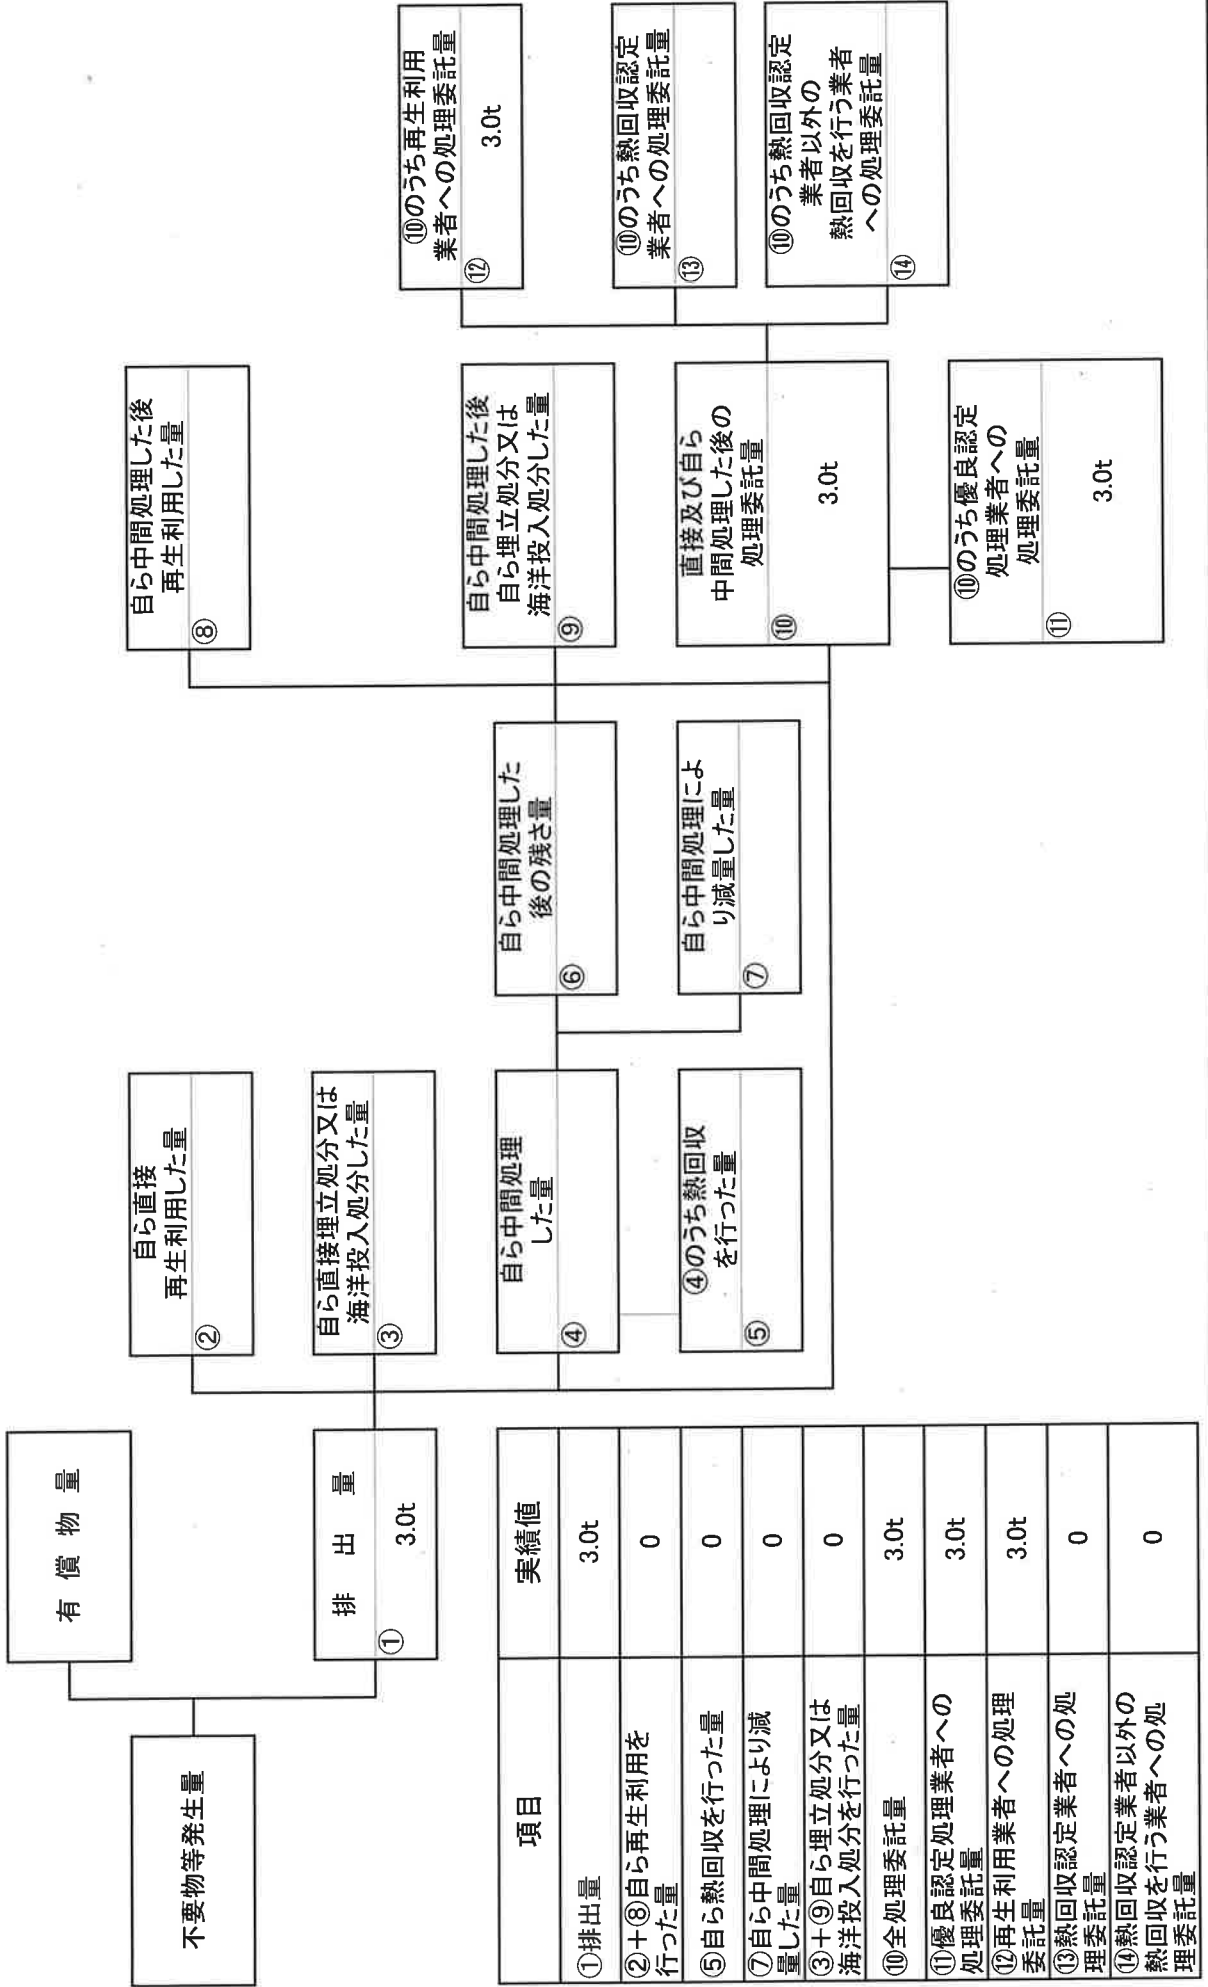 不要物等発生量
有償物量
排出量
①
3.0t
自ら直接
再生利用した量
②
自ら直接埋立処分又は
海洋投入処分した量
③
自ら中間処理
した量
④
④のうち熱回収
を行った量
⑤
自ら中間処理した
後の残さ量
⑥
自ら中間処理によ
り減量した量
⑦
自ら中間処理した後
再生利用した量
⑧
自ら中間処理した後
自ら埋立処分又は
海洋投入処分した量
⑨
直接及び自ら
中間処理した後の
処理委託量
⑩
3.0t
⑩のうち優良認定
処理業者への
処理委託量
⑪
3.0t
⑩のうち再生利用
業者への処理委託量
⑫
3.0t
⑩のうち熱回収認定
業者への処理委託量
⑬
⑩のうち熱回収認定
業者以外の
熱回収を行う業者
への処理委託量
⑭
項目 実績値
①排出量 3.0t
②+⑧自ら再生利用を
行った量 0
⑤自ら熱回収を行った量 0
⑦自ら中間処理により減
量した量 0
③+⑨自ら埋立処分又は
海洋投入処分を行った量 0
⑩全処理委託量 3.0t
⑪優良認定処理業者への
処理委託量 3.0t
⑫再生利用業者への処理
委託量 3.0t
⑬熱回収認定業者への処
理委託量 0
⑭熱回収認定業者以外の
熱回収を行う業者への処
理委託量 0